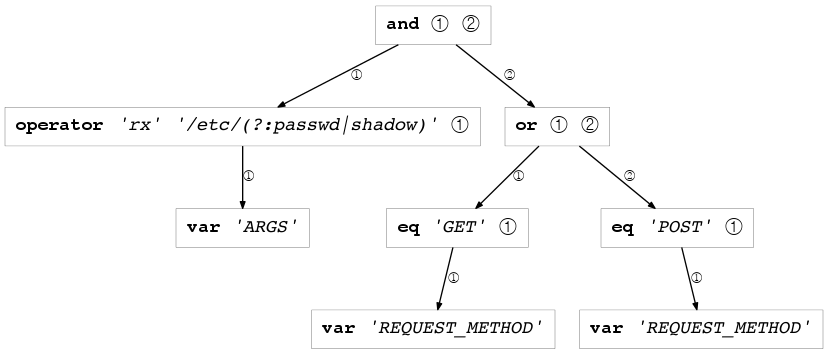 and ① ②
① ②
operator 'rx' '/etc/(?:passwd|shadow)' ① or ① ②
① ① ②
var 'ARGS' eq 'GET' ① eq 'POST' ①
① ①
var 'REQUEST_METHOD' var 'REQUEST_METHOD'